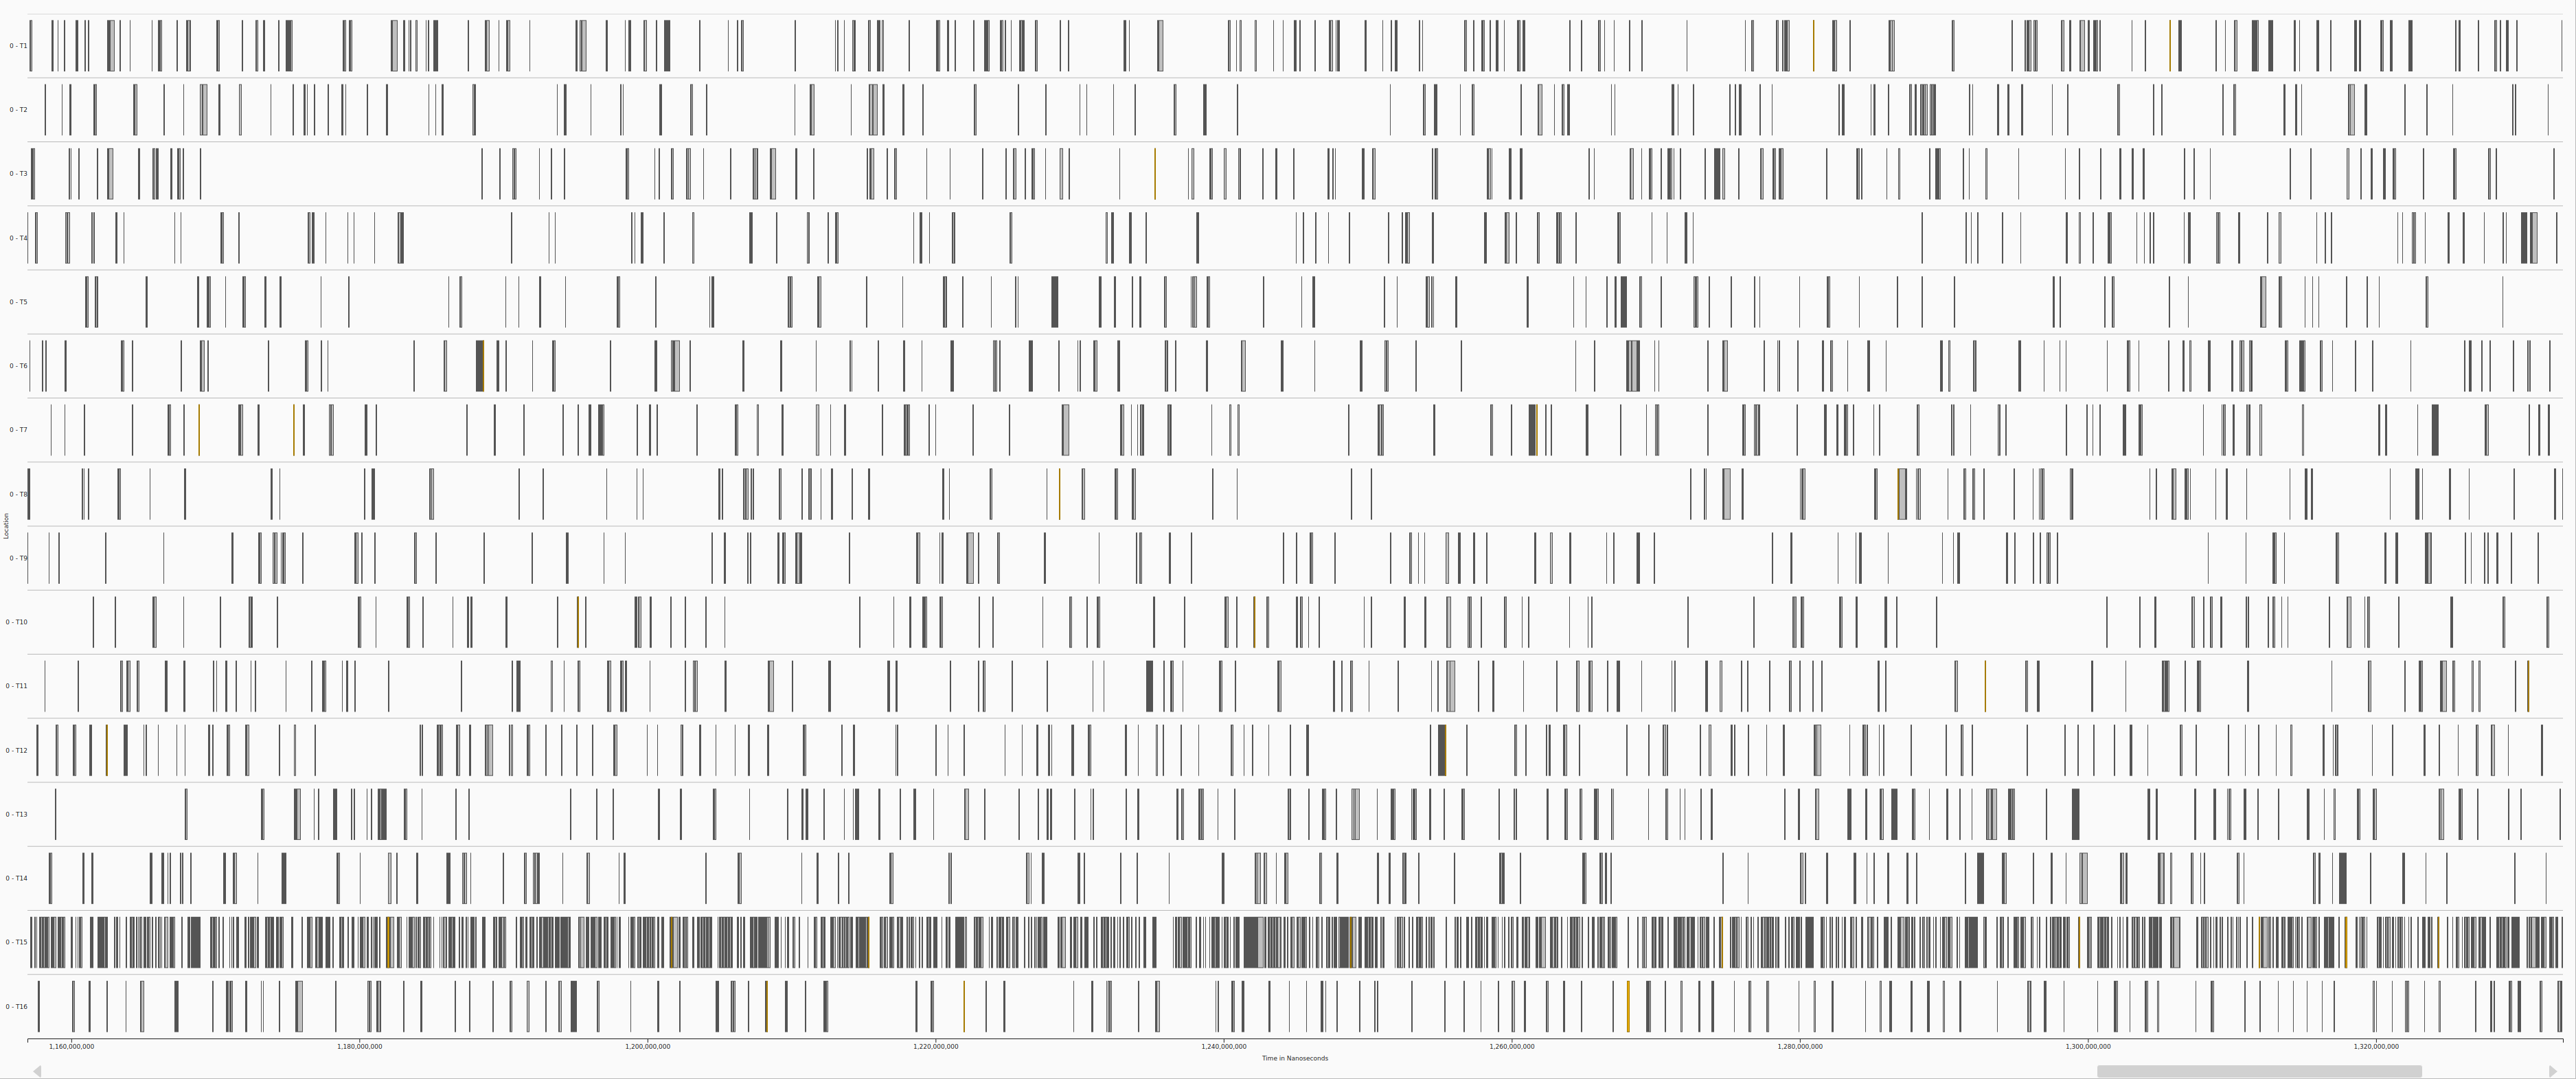 0 - T1
0 - T2
0 - T3
0 - T4
0 - T5
0 - T6
0 - T7
0 - T8
Location
0 - T9
0 - T10
0 - T11
0 - T12
0 - T13
0 - T14
0 - T15
0 - T16
1,160,000,000 1,180,000,000 1,200,000,000 1,220,000,000 1,240,000,000 1,260,000,000 1,280,000,000 1,300,000,000 1,320,000,000
Time in Nanoseconds